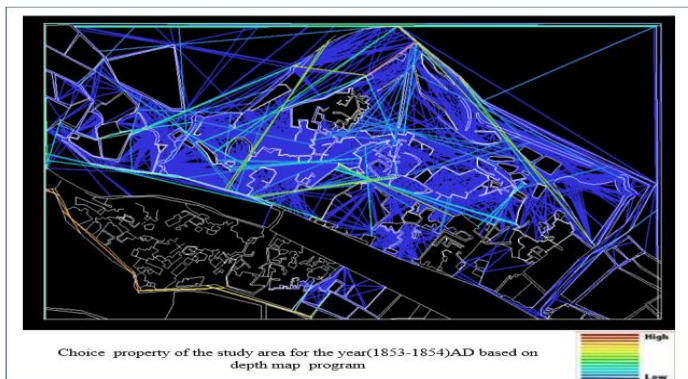 High
Choice property of the study area for the year(1853-1854)AD based on
depth map program
Low